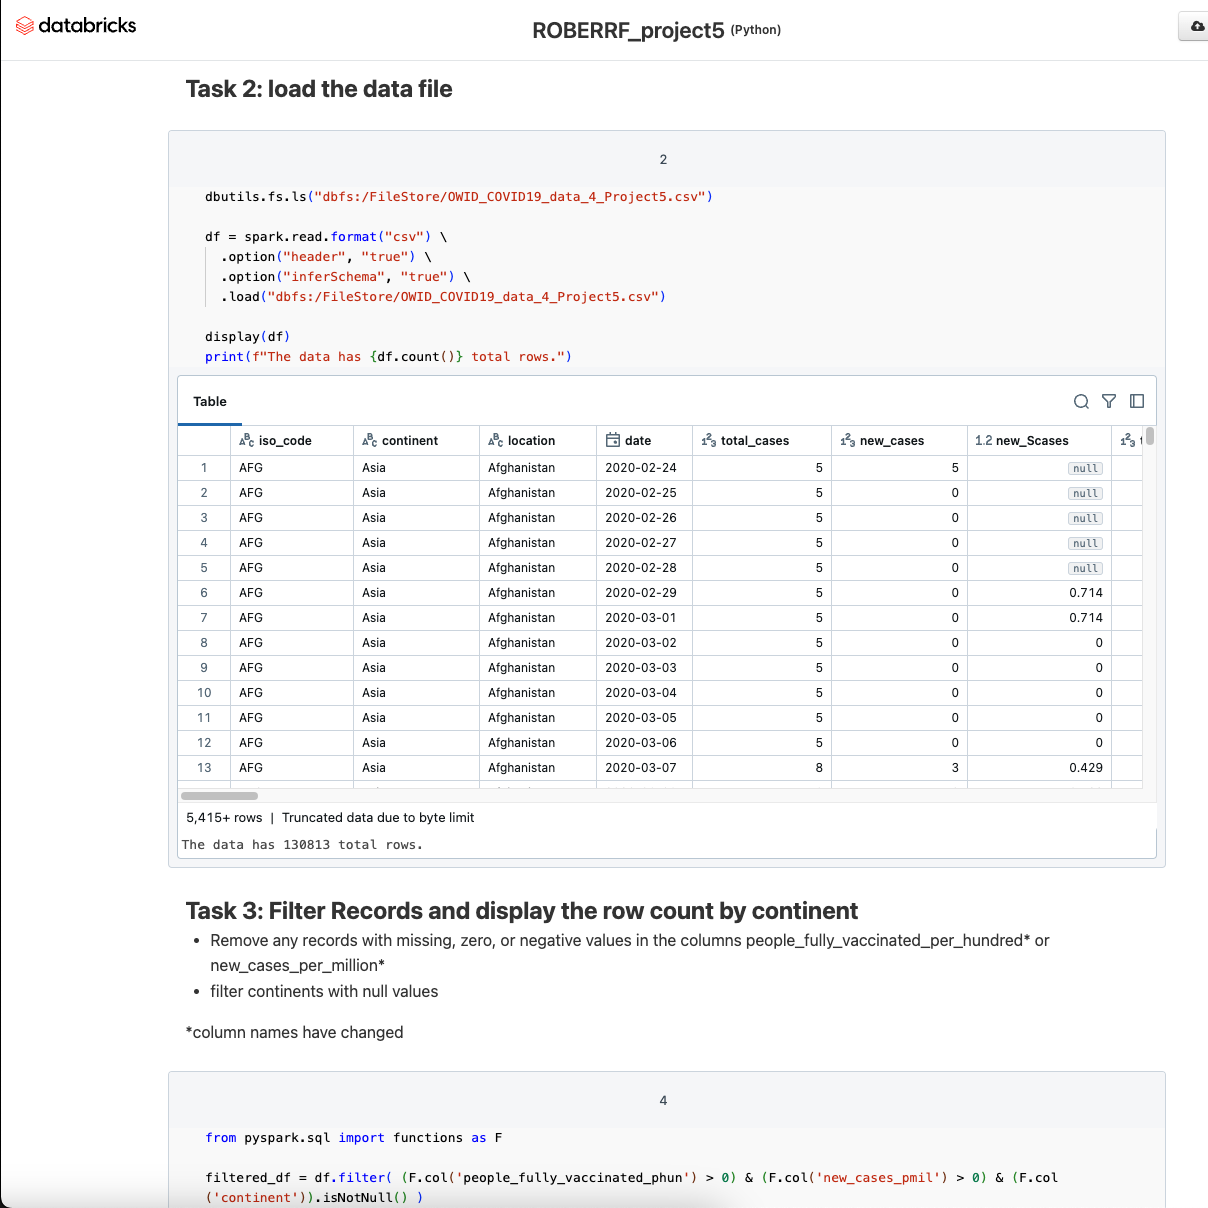 databricks
ROBERRF_project5 (Python)
Task 2: load the data file
2
dbutils.fs.ls("dbfs:/FileStore/OWID_COVID19_data_4_Project5.csv")
df = spark.read.format("csv") \
.option("header", "true") \
.option("inferSchema", "true") \
.load("dbfs:/FileStore/OWID_COVID19_data_4_Project5.csv")
display(df)
print(f"The data has {df.count()} total rows.")
Table
iso_code continent location date total_cases new_cases 1.2 new_Scases
1 AFG Asia Afghanistan 2020-02-24 5 5 null
2 AFG Asia Afghanistan 2020-02-25 5 0 null
3 AFG Asia Afghanistan 2020-02-26 5 0 null
4 AFG Asia Afghanistan 2020-02-27 5 0 null
5 AFG Asia Afghanistan 2020-02-28 5 0 null
6 AFG Asia Afghanistan 2020-02-29 5 0 0.714
7 AFG Asia Afghanistan 2020-03-01 5 0 0.714
8 AFG Asia Afghanistan 2020-03-02 5 0 0
9 AFG Asia Afghanistan 2020-03-03 5 0 0
10 AFG Asia Afghanistan 2020-03-04 5 0 0
11 AFG Asia Afghanistan 2020-03-05 5 0 0
12 AFG Asia Afghanistan 2020-03-06 5 0 0
13 AFG Asia Afghanistan 2020-03-07 8 3 0.429
5,415+ rows | Truncated data due to byte limit
The data has 130813 total rows.
Task 3: Filter Records and display the row count by continent
• Remove any records with missing, zero, or negative values in the columns people_fully_vaccinated_per_hundred* or
new_cases_per_million*
• filter continents with null values
*column names have changed
4
from pyspark.sql import functions as F
filtered_df = df.filter( (F.col('people_fully_vaccinated_phun') > 0) & (F.col('new_cases_pmil') > 0) & (F.col
('continent')).isNotNull() )